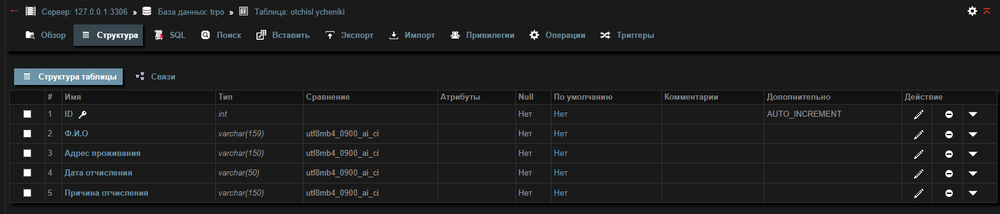 Сервер: 127.0.0.1:3306 » База данных: trpo » Таблица: otchisl ycheniki
Обзор Структура SQL Поиск Вставить Экспорт Импорт Привилегии Операции Триггеры
Структура таблицы Связи
# Имя Тип Сравнение Атрибуты Null По умолчанию Комментарии Дополнительно Действие
1 ID int Нет Нет AUTO_INCREMENT
2 Ф.И.О varchar(159) utf8mb4_0900_ai_ci Нет Нет
3 Адрес проживания varchar(150) utf8mb4_0900_ai_ci Нет Нет
4 Дата отчисления varchar(50) utf8mb4_0900_ai_ci Нет Нет
5 Причина отчисления varchar(150) utf8mb4_0900_ai_ci Нет Нет